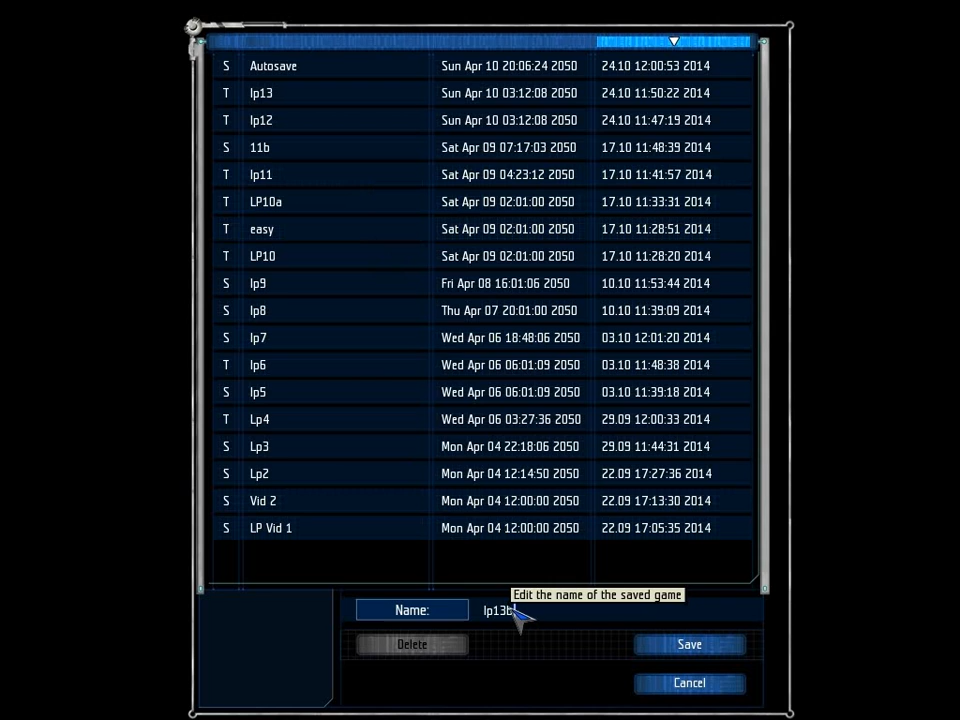 S Autosave Sun Apr 10 20:06:24 2050 24.10 12:00:53 2014
T lp13 Sun Apr 10 03:12:08 2050 24.10 11:50:22 2014
T lp12 Sun Apr 10 03:12:08 2050 24.10 11:47:19 2014
S 11b Sat Apr 09 07:17:03 2050 17.10 11:48:39 2014
T lp11 Sat Apr 09 04:23:12 2050 17.10 11:41:57 2014
T LP10a Sat Apr 09 02:01:00 2050 17.10 11:33:31 2014
T easy Sat Apr 09 02:01:00 2050 17.10 11:28:51 2014
T LP10 Sat Apr 09 02:01:00 2050 17.10 11:28:20 2014
S lp9 Fri Apr 08 16:01:06 2050 10.10 11:53:44 2014
S lp8 Thu Apr 07 20:01:00 2050 10.10 11:39:09 2014
S lp7 Wed Apr 06 18:48:06 2050 03.10 12:01:20 2014
T lp6 Wed Apr 06 06:01:09 2050 03.10 11:48:38 2014
S lp5 Wed Apr 06 06:01:09 2050 03.10 11:39:18 2014
T Lp4 Wed Apr 06 03:27:36 2050 29.09 12:00:33 2014
S Lp3 Mon Apr 04 22:18:06 2050 29.09 11:44:31 2014
S Lp2 Mon Apr 04 12:14:50 2050 22.09 17:27:36 2014
S Vid 2 Mon Apr 04 12:00:00 2050 22.09 17:13:30 2014
S LP Vid 1 Mon Apr 04 12:00:00 2050 22.09 17:05:35 2014
Edit the name of the saved game
Name: lp13b
Delete Save
Cancel